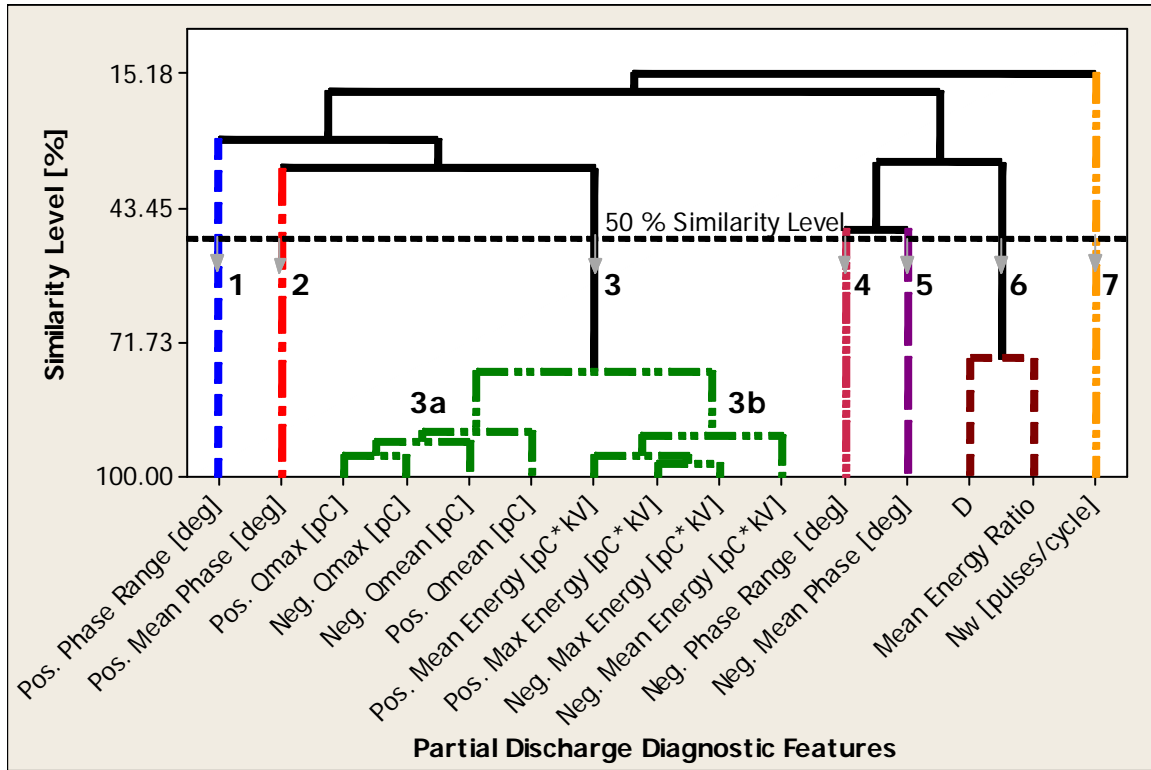 Similarity Level [%]
15.18
43.45
71.73
100.00
50 % Similarity Level
1
2
3
4
5
6
7
3a
3b
Pos. Phase Range [deg]
Pos. Mean Phase [deg]
Pos. Qmax [pC]
Neg. Qmax [pC]
Neg. Qmean [pC]
Pos. Qmean [pC]
Pos. Mean Energy [pC*kV]
Pos. Max Energy [pC*kV]
Neg. Max Energy [pC*kV]
Neg. Mean Energy [pC*kV]
Neg. Phase Range [deg]
Neg. Mean Phase [deg]
D
Mean Energy Ratio
Nw [pulses/cycle]
Partial Discharge Diagnostic Features